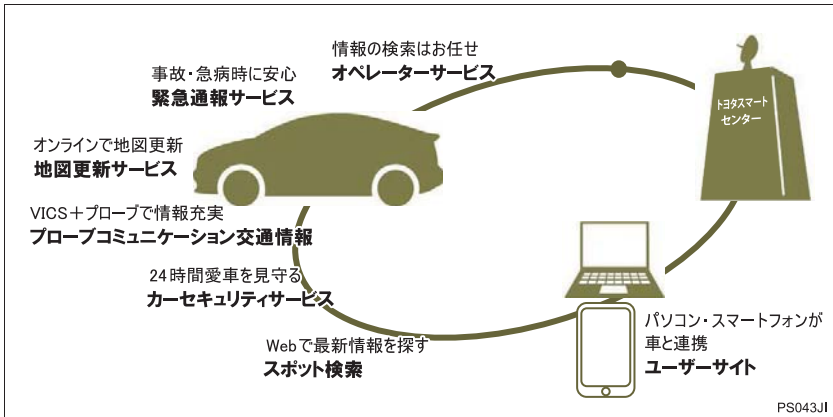 情報の検索はお任せ
オペレーターサービス
事故・急病時に安心
緊急通報サービス
トヨタスマート
センター
オンラインで地図更新
地図更新サービス
VICS＋プローブで情報充実
プローブコミュニケーション交通情報
24時間愛車を見守る
カーセキュリティサービス
Webで最新情報を探す
スポット検索
パソコン・スマートフォンが
車と連携
ユーザーサイト
PS043JI